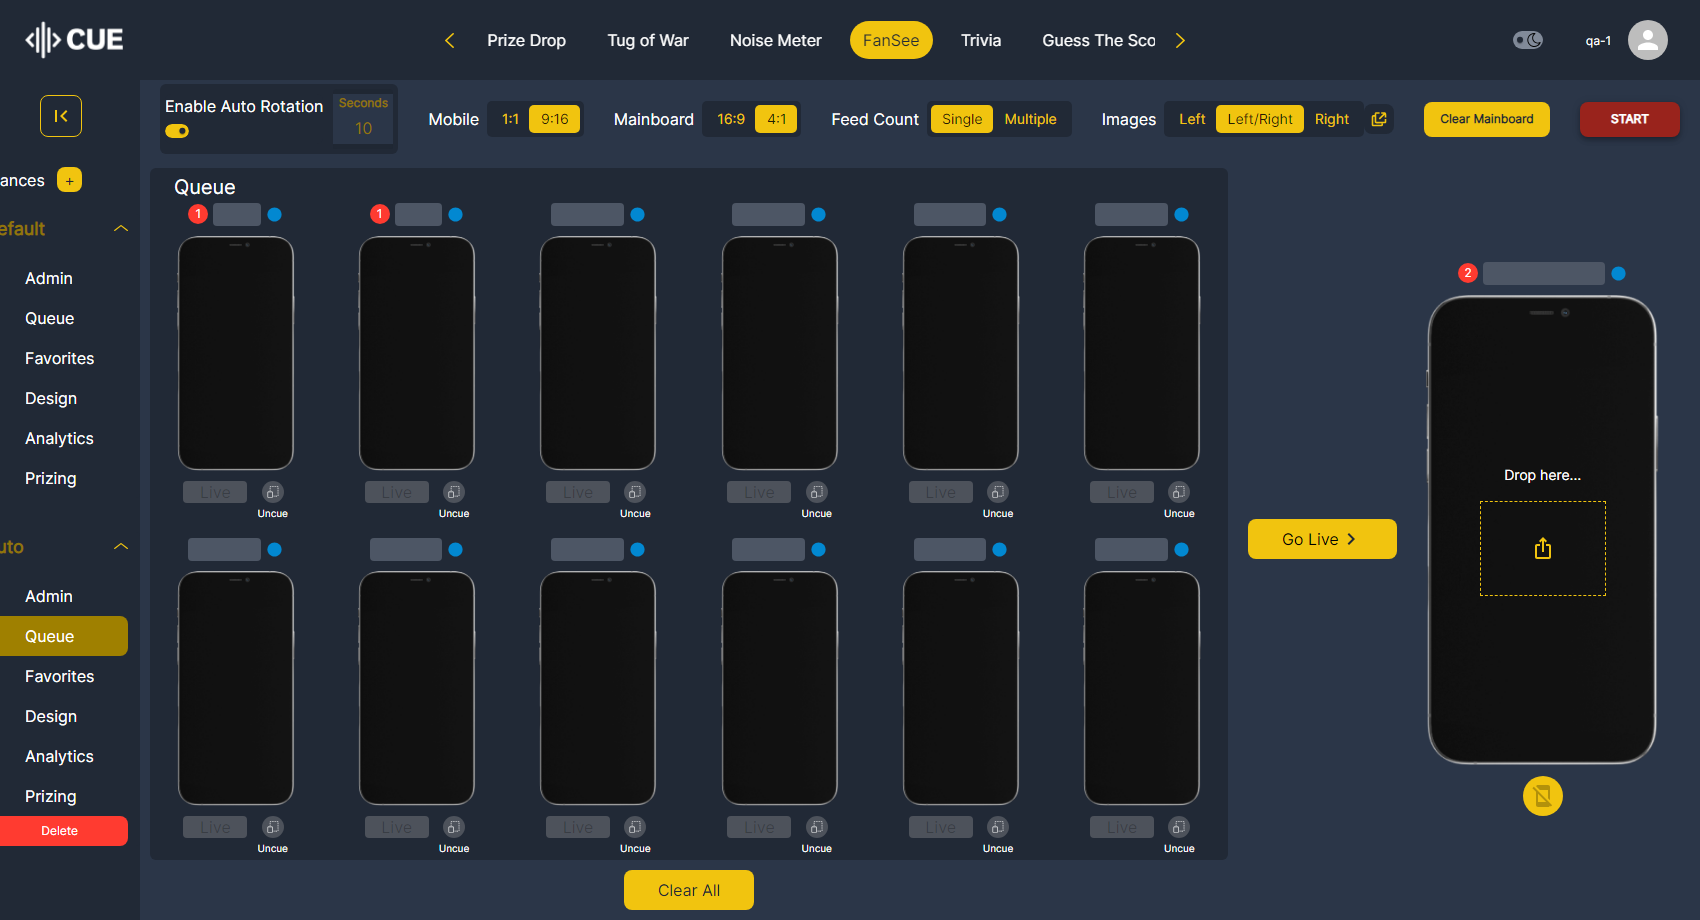 CUE
Prize Drop
Tug of War
Noise Meter
FanSee
Trivia
Guess The Sco
qa-1
Enable Auto Rotation
Seconds
10
Mobile
1:1
9:16
Mainboard
16:9
4:1
Feed Count
Single
Multiple
Images
Left
Left/Right
Right
Clear Mainboard
START
ances
+
efault
Admin
Queue
Favorites
Design
Analytics
Prizing
uto
Admin
Queue
Favorites
Design
Analytics
Prizing
Delete
Queue
1
1
Live
Live
Live
Live
Live
Live
Uncue
Uncue
Uncue
Uncue
Uncue
Uncue
Live
Live
Live
Live
Live
Live
Uncue
Uncue
Uncue
Uncue
Uncue
Uncue
Clear All
Go Live
2
Drop here...